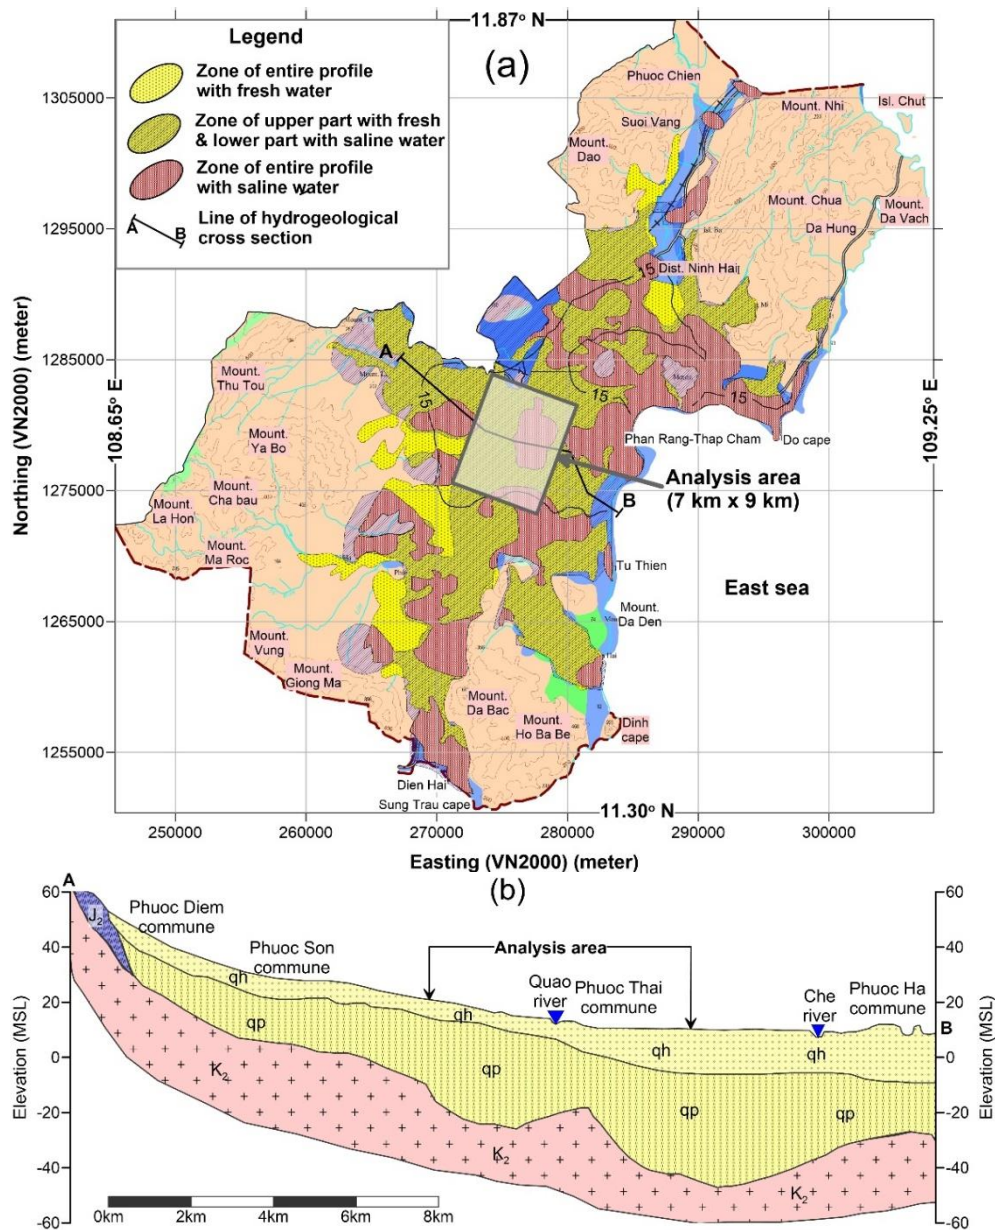 11.87° N
Legend
(a)
Zone of entire profile
with fresh water
Zone of upper part with fresh
& lower part with saline water
Zone of entire profile
with saline water
Line of hydrogeological
cross section
A
B
Phuoc Chien
Suoi Vang
Mount.
Dao
Mount. Nhi
Isl. Chut
Mount. Chua
Da Hung
Mount.
Da Vach
Dist. Ninh Hai
15
A
Mount.
Thu Tou
15
15
Mount.
Ya Bo
Phan Rang-Thap Cham
Do cape
Mount.
Cha bau
Analysis area
(7 km x 9 km)
B
Mount.
La Hon
Mount.
Ma Roc
Tu Thien
East sea
Mount.
Da Den
Mount.
Vung
Mount.
Giong Ma
Mount.
Da Bac
Mount.
Ho Ba Be
Dinh
cape
Dien Hai
Sung Trau cape
11.30° N
1305000
1295000
1285000
1275000
1265000
1255000
Northing (VN2000) (meter)
108.65° E
109.25° E
250000
260000
270000
280000
290000
300000
Easting (VN2000) (meter)
(b)
A
60
40
20
0
-20
-40
-60
Elevation (MSL)
J2
Phuoc Diem
commune
Phuoc Son
commune
Analysis area
Quao
river
Phuoc Thai
commune
Che
river
Phuoc Ha
commune
B
qh
qh
qh
qh
qp
qp
qp
qp
K2
K2
K2
60
40
20
0
-20
-40
-60
Elevation (MSL)
0km
2km
4km
6km
8km